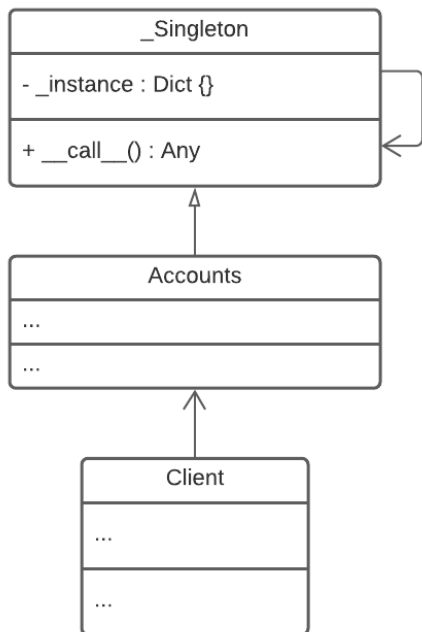 _Singleton
- _instance : Dict {}
+ __call__() : Any
Accounts
...
...
Client
...
...